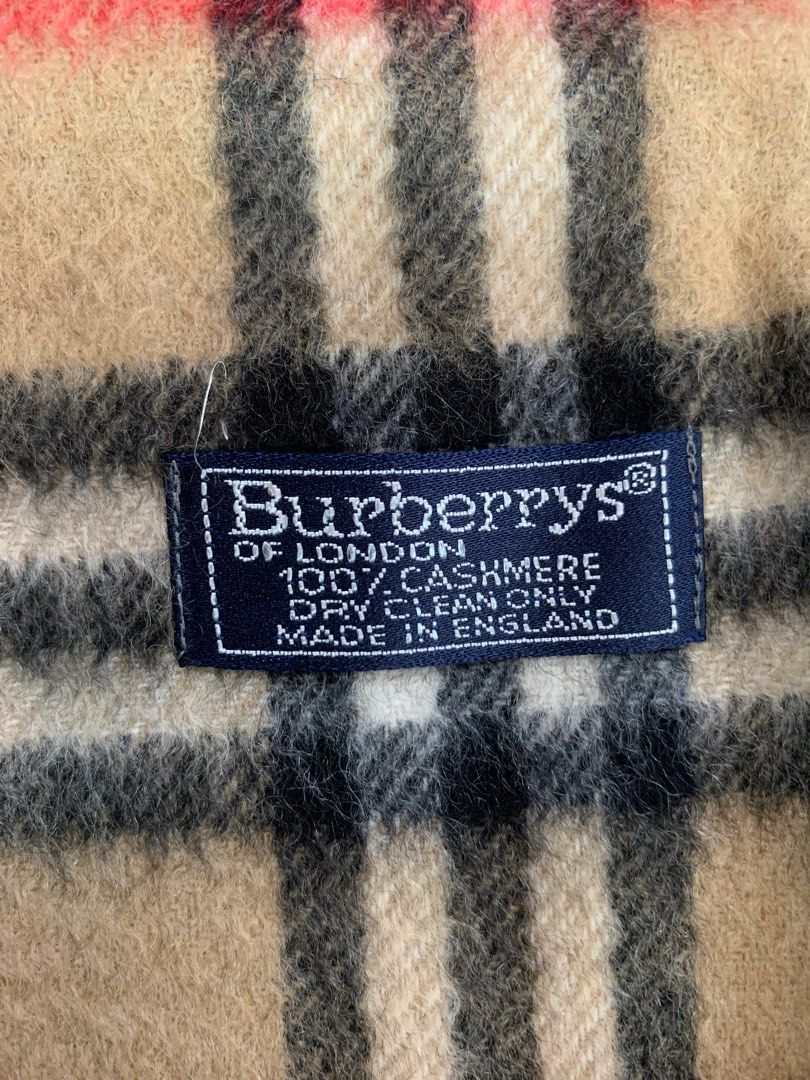 Burberrys®
OF LONDON
100% CASHMERE
DRY CLEAN ONLY
MADE IN ENGLAND